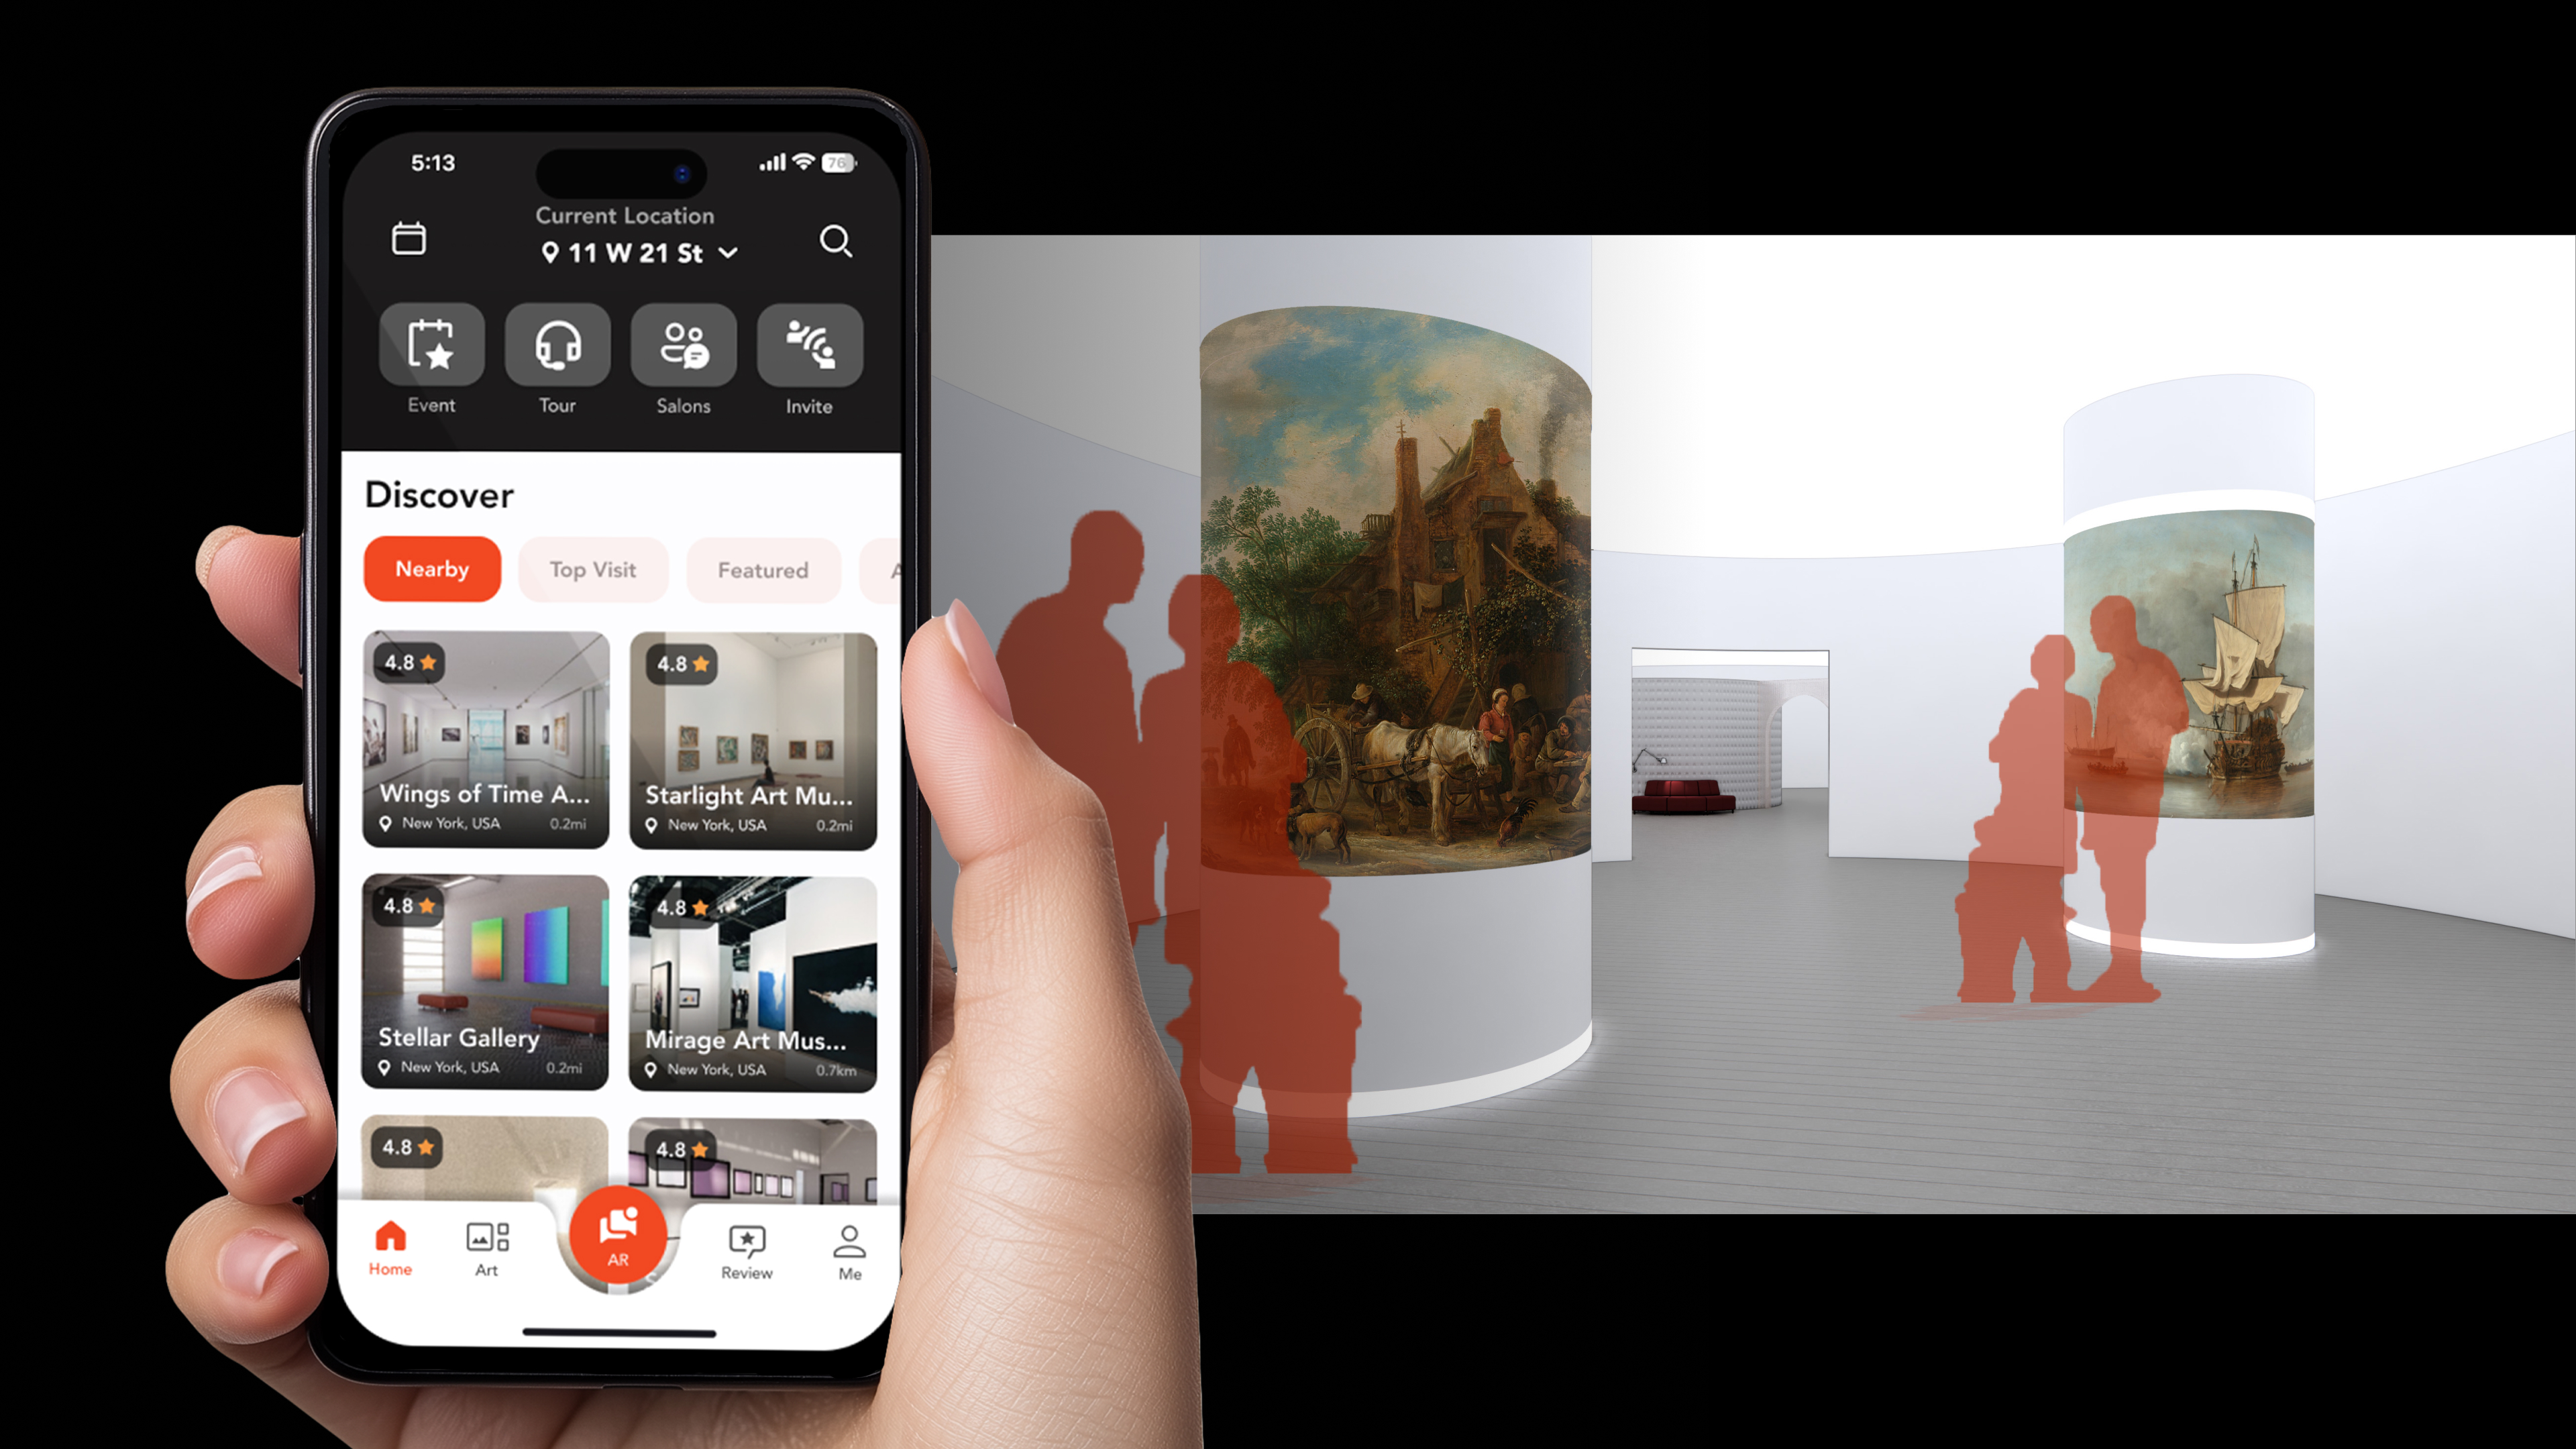 5:13
76
Current Location
11 W 21 St
Event
Tour
Salons
Invite
Discover
Nearby
Top Visit
Featured
A
4.8
4.8
Wings of Time A...
Starlight Art Mu...
New York, USA
0.2mi
New York, USA
0.2mi
4.8
4.8
Stellar Gallery
Mirage Art Mus...
New York, USA
0.2mi
New York, USA
0.7km
4.8
4.8
AR
Home
Art
Review
Me